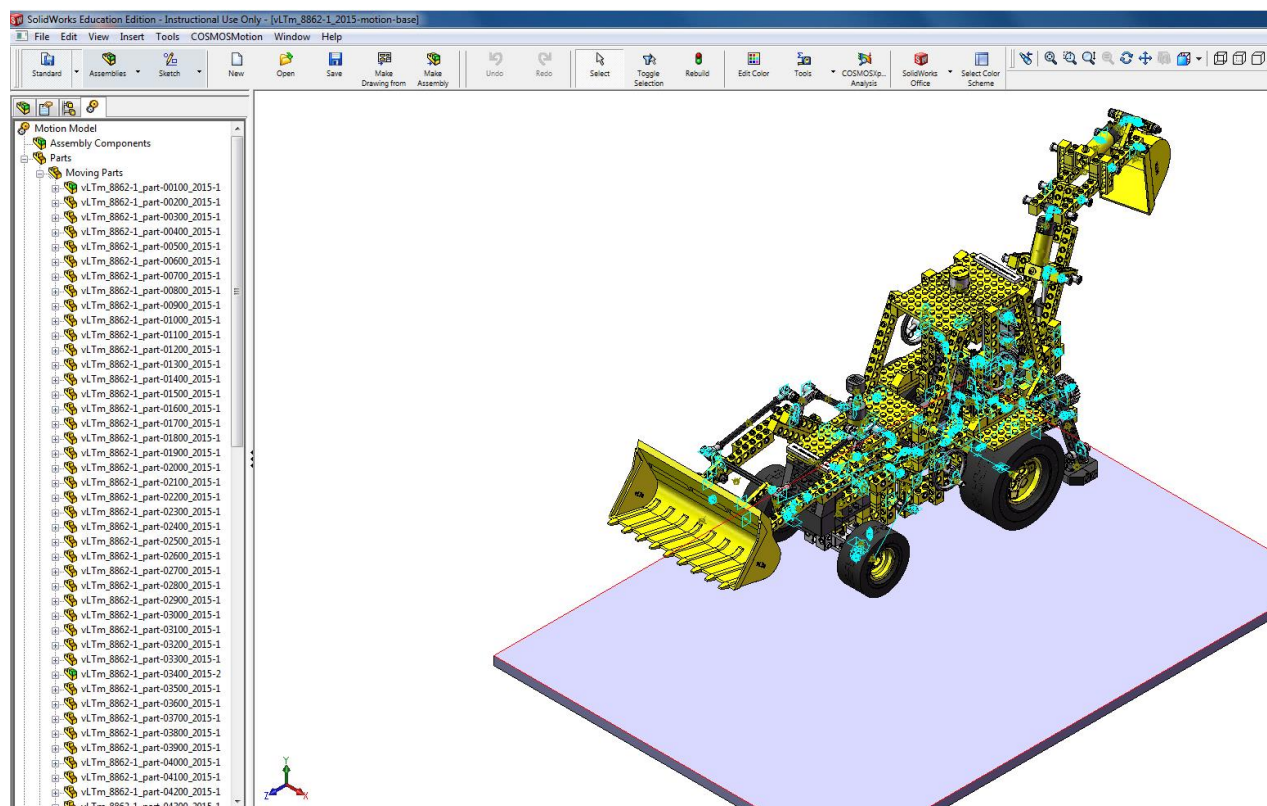 SolidWorks Education Edition - Instructional Use Only - [vLTm_8862-1_2015-motion-base]
File Edit View Insert Tools COSMOSMotion Window Help
Standard Assemblies Sketch New Open Save Make Drawing from Make Assembly Undo Redo Select Toggle Selection Rebuild Edit Color Tools COSMOSXp... Analysis SolidWorks Office Select Color Scheme
Motion Model
Assembly Components
Parts
Moving Parts
vLTm_8862-1_part-00100_2015-1
vLTm_8862-1_part-00200_2015-1
vLTm_8862-1_part-00300_2015-1
vLTm_8862-1_part-00400_2015-1
vLTm_8862-1_part-00500_2015-1
vLTm_8862-1_part-00600_2015-1
vLTm_8862-1_part-00700_2015-1
vLTm_8862-1_part-00800_2015-1
vLTm_8862-1_part-00900_2015-1
vLTm_8862-1_part-01000_2015-1
vLTm_8862-1_part-01100_2015-1
vLTm_8862-1_part-01200_2015-1
vLTm_8862-1_part-01300_2015-1
vLTm_8862-1_part-01400_2015-1
vLTm_8862-1_part-01500_2015-1
vLTm_8862-1_part-01600_2015-1
vLTm_8862-1_part-01700_2015-1
vLTm_8862-1_part-01800_2015-1
vLTm_8862-1_part-01900_2015-1
vLTm_8862-1_part-02000_2015-1
vLTm_8862-1_part-02100_2015-1
vLTm_8862-1_part-02200_2015-1
vLTm_8862-1_part-02300_2015-1
vLTm_8862-1_part-02400_2015-1
vLTm_8862-1_part-02500_2015-1
vLTm_8862-1_part-02600_2015-1
vLTm_8862-1_part-02700_2015-1
vLTm_8862-1_part-02800_2015-1
vLTm_8862-1_part-02900_2015-1
vLTm_8862-1_part-03000_2015-1
vLTm_8862-1_part-03100_2015-1
vLTm_8862-1_part-03200_2015-1
vLTm_8862-1_part-03300_2015-1
vLTm_8862-1_part-03400_2015-2
vLTm_8862-1_part-03500_2015-1
vLTm_8862-1_part-03600_2015-1
vLTm_8862-1_part-03700_2015-1
vLTm_8862-1_part-03800_2015-1
vLTm_8862-1_part-03900_2015-1
vLTm_8862-1_part-04000_2015-1
vLTm_8862-1_part-04100_2015-1
vLTm_8862-1_part-04200_2015-1
Y
Z X